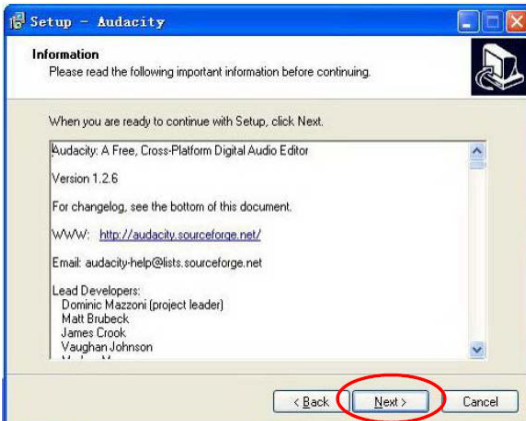 Setup - Audacity
Information
Please read the following important information before continuing.
When you are ready to continue with Setup, click Next.
Audacity: A Free, Cross-Platform Digital Audio Editor
Version 1.2.6
For changelog, see the bottom of this document.
WWW: http://audacity.sourceforge.net/
Email: audacity-help@lists.sourceforge.net
Lead Developers:
Dominic Mazzoni (project leader)
Matt Brubeck
James Crook
Vaughan Johnson
< Back Next > Cancel